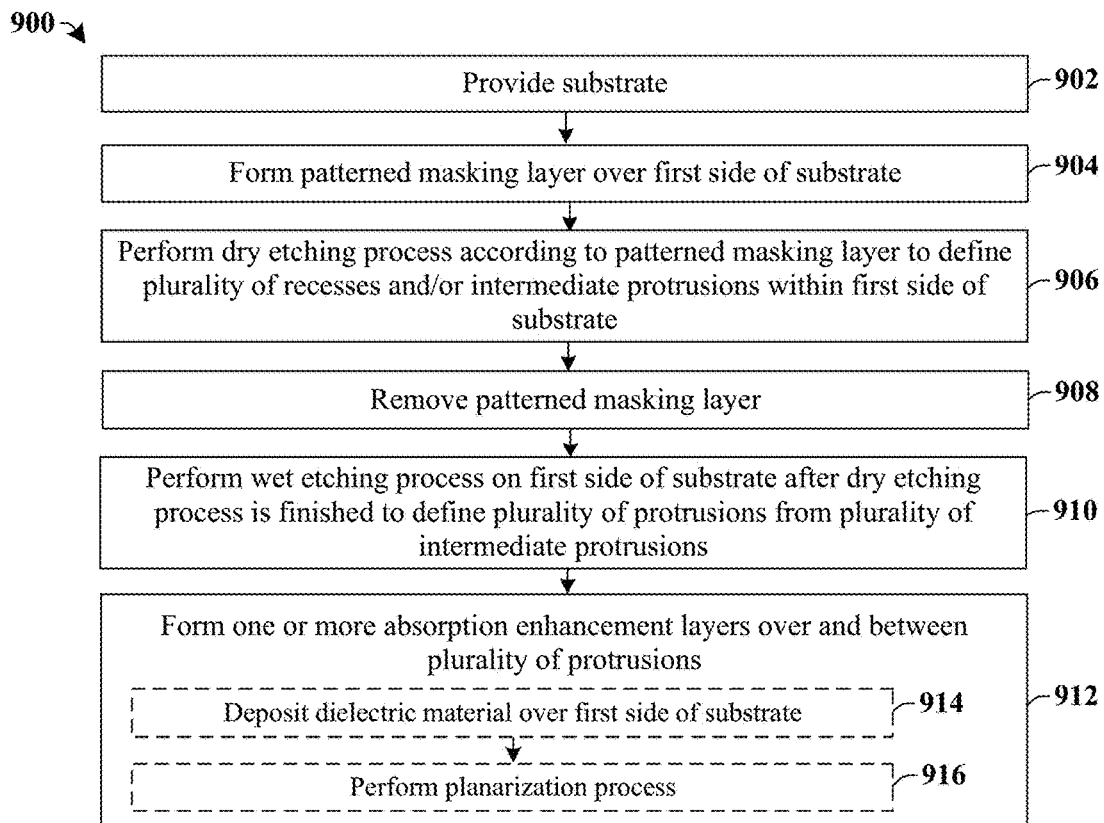 900
Provide substrate
902
Form patterned masking layer over first side of substrate
904
Perform dry etching process according to patterned masking layer to define
plurality of recesses and/or intermediate protrusions within first side of
substrate
906
Remove patterned masking layer
908
Perform wet etching process on first side of substrate after dry etching
process is finished to define plurality of protrusions from plurality of
intermediate protrusions
910
Form one or more absorption enhancement layers over and between
plurality of protrusions
912
Deposit dielectric material over first side of substrate
914
Perform planarization process
916